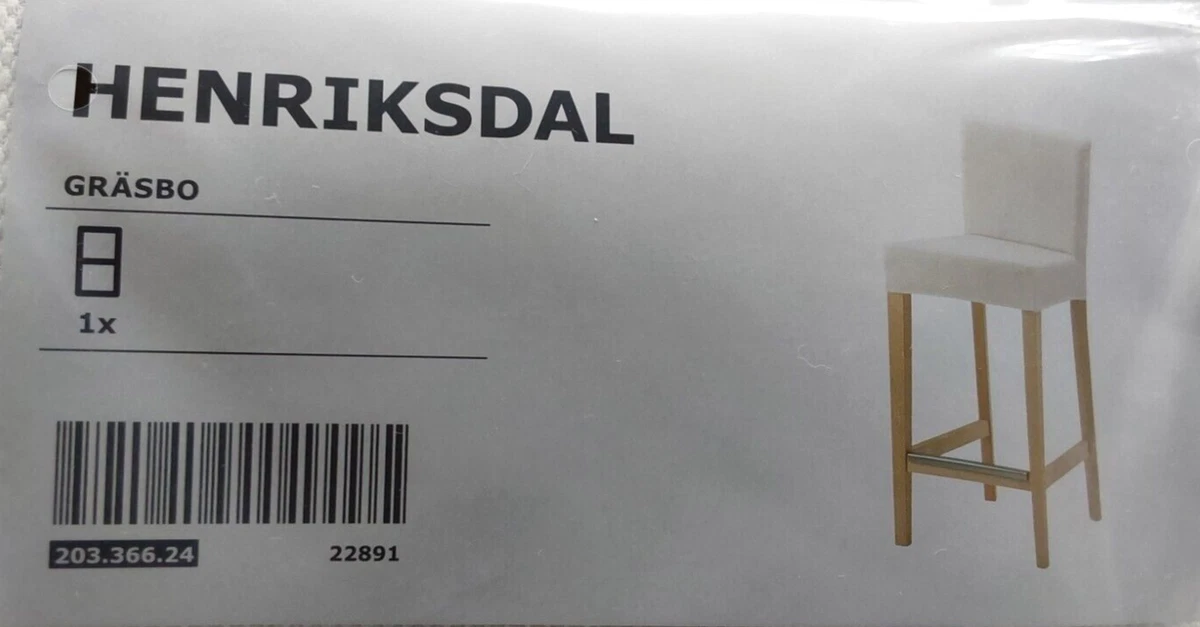 HENRIKSDAL
GRÄSBO
1x
203.366.24 22891